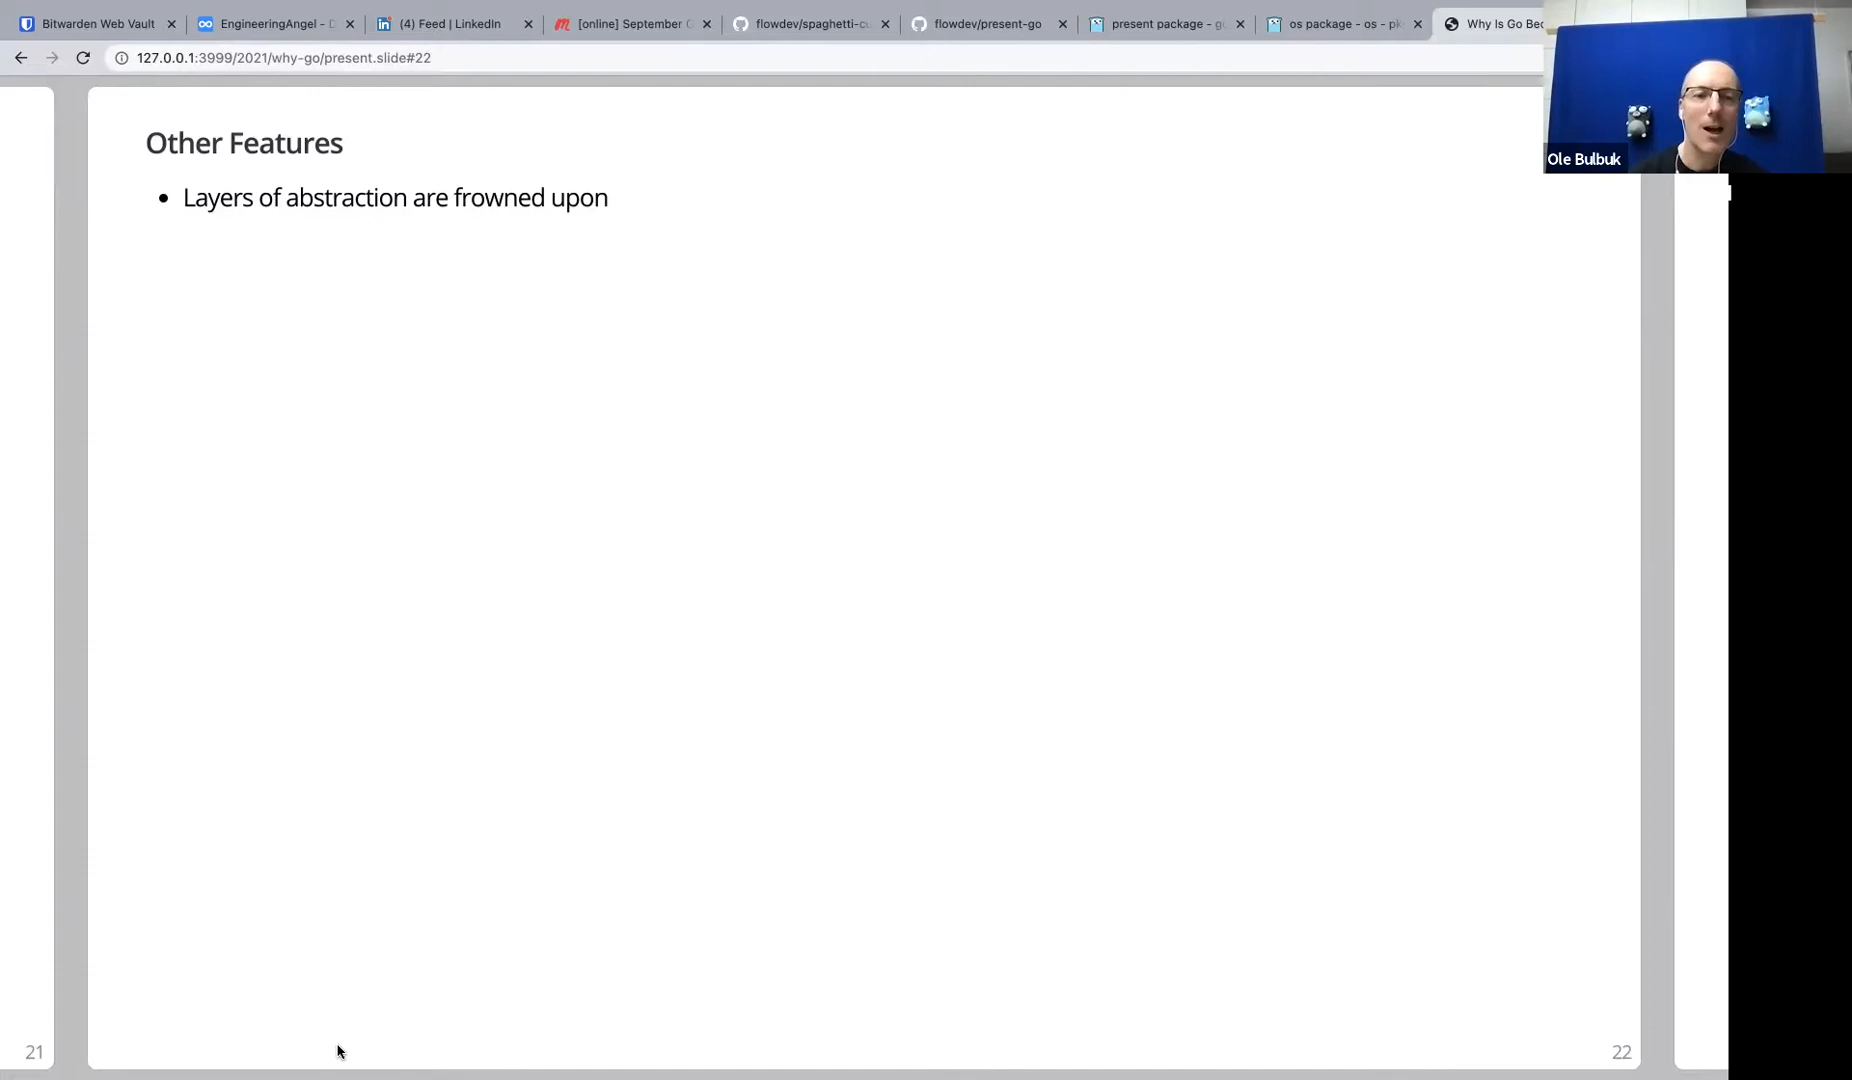 Bitwarden Web Vault
EngineeringAngel - D
(4) Feed | LinkedIn
[online] September G
flowdev/spaghetti-cu
flowdev/present-go
present package - go
os package - os - pk
Why Is Go Bec
127.0.0.1:3999/2021/why-go/present.slide#22
Ole Bulbuk
Other Features
• Layers of abstraction are frowned upon
21
22